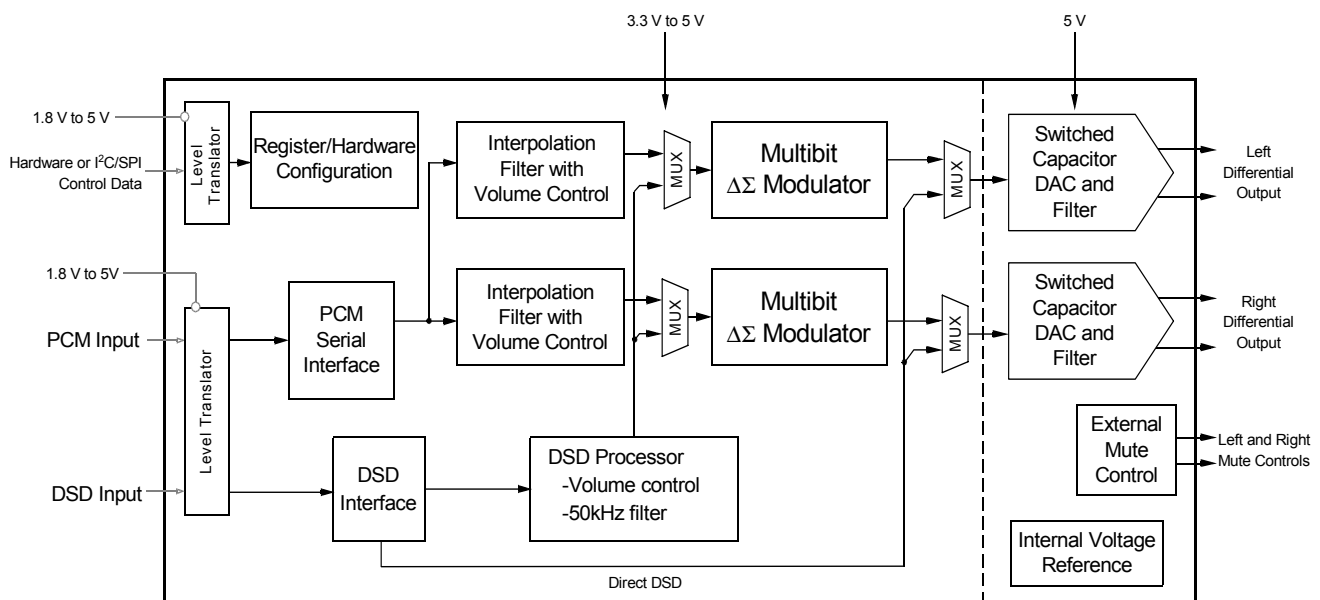 3.3 V to 5 V
5 V
1.8 V to 5 V
Hardware or I²C/SPI
Control Data
Level
Translator
Register/Hardware
Configuration
Interpolation
Filter with
Volume Control
MUX
Multibit
ΔΣ Modulator
MUX
Switched
Capacitor
DAC and
Filter
Left
Differential
Output
1.8 V to 5V
PCM Input
Level Translator
PCM
Serial
Interface
Interpolation
Filter with
Volume Control
MUX
Multibit
ΔΣ Modulator
MUX
Switched
Capacitor
DAC and
Filter
Right
Differential
Output
External
Mute
Control
Left and Right
Mute Controls
DSD Input
DSD
Interface
DSD Processor
-Volume control
-50kHz filter
Internal Voltage
Reference
Direct DSD